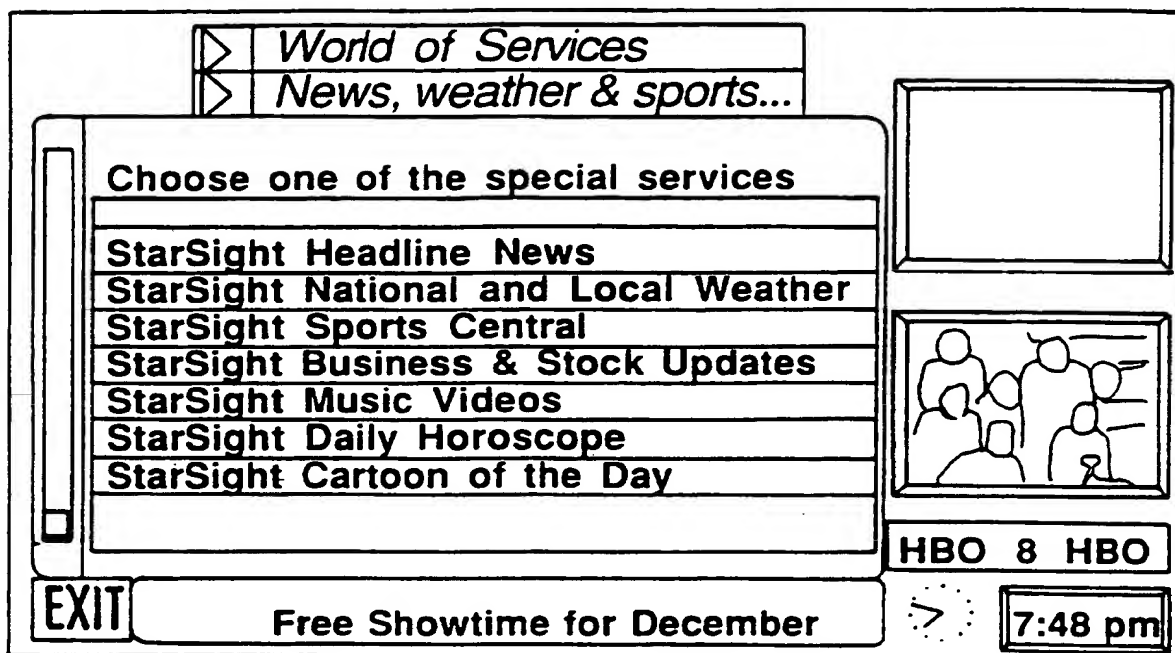 World of Services
News, weather & sports...
Choose one of the special services
StarSight Headline News
StarSight National and Local Weather
StarSight Sports Central
StarSight Business & Stock Updates
StarSight Music Videos
StarSight Daily Horoscope
StarSight Cartoon of the Day
HBO 8 HBO
EXIT
Free Showtime for December
7:48 pm